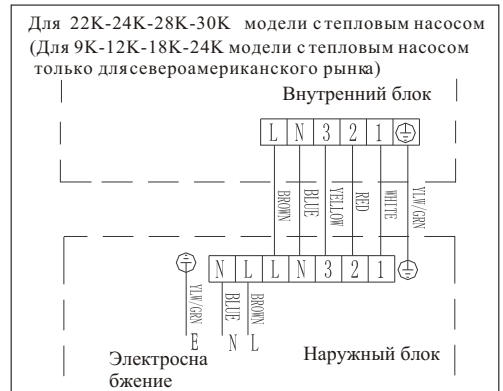 Для 22K-24K-28K-30K модели с тепловым насосом
(Для 9K-12K-18K-24K модели с тепловым насосом
только длясевероамериканского рынка)
Внутренний блок
L N 3 2 1
BROWN BLUE YELLOW RED WHITE YLW/GRN
N L L N 3 2 1
YLW/GRN BLUE BROWN
E N L
Электросна
бжение
Наружный блок